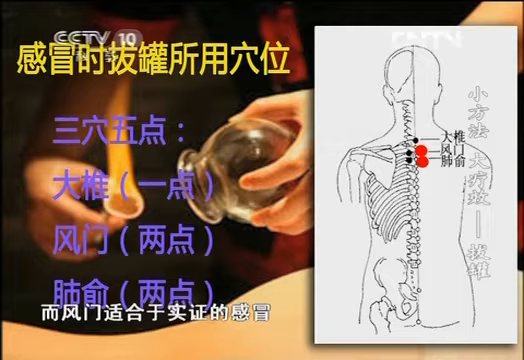 CCTV 10
感冒时拔罐所用穴位
三穴五点：
大椎（一点）
风门（两点）
肺俞（两点）
而风门适合于实证的感冒
大椎
风门
肺俞
小方法 大疗效——拔罐